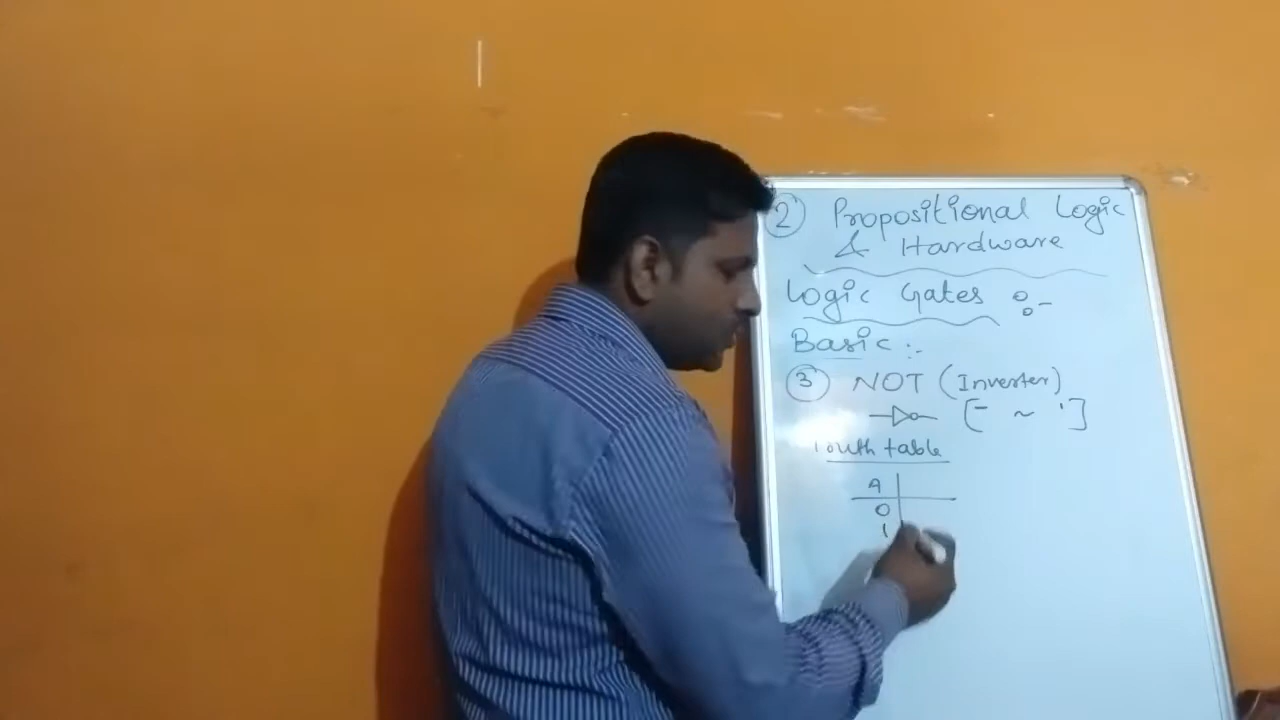 2 Propositional Logic
& Hardware
Logic Gates :-
Basic :-
3 NOT (Inverter)
[- ~ ']
Truth table
A
0
1